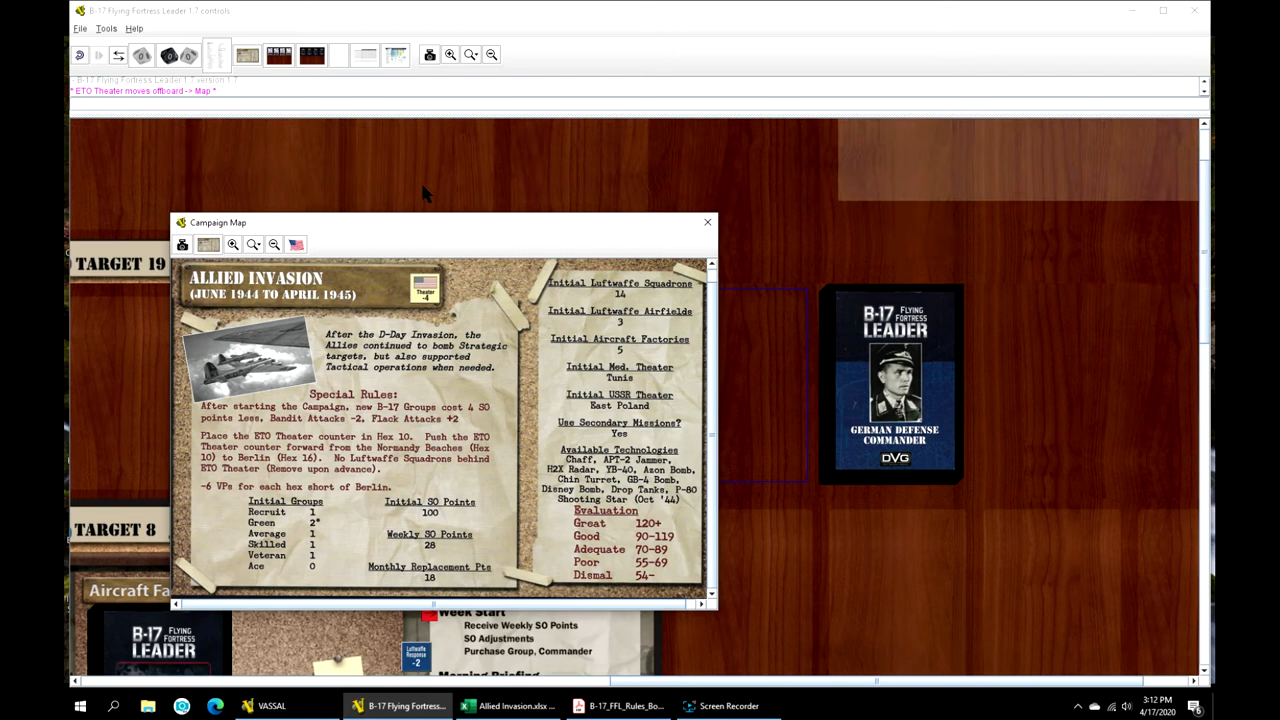 B-17 Flying Fortress Leader 1.7 controls
File Tools Help
- B-17 Flying Fortress Leader 1.7 version 1.7
* ETO Theater moves offboard -> Map *
TARGET 19
Campaign Map
ALLIED INVASION
(JUNE 1944 TO APRIL 1945)
Theater
-4
After the D-Day Invasion, the
Allies continued to bomb Strategic
targets, but also supported
Tactical operations when needed.
Special Rules:
After starting the Campaign, new B-17 Groups cost 4 SO
points less, Bandit Attacks -2, Flack Attacks +2
Place the ETO Theater counter in Hex 10. Push the ETO
Theater counter forward from the Normandy Beaches (Hex
10) to Berlin (Hex 16). No Luftwaffe Squadrons behind
ETO Theater (Remove upon advance).
-6 VPs for each hex short of Berlin.
Initial Groups
Recruit 1
Green 2*
Average 1
Skilled 1
Veteran 1
Ace 0
Initial SO Points
100
Weekly SO Points
28
Monthly Replacement Pts
18
Initial Luftwaffe Squadrons
14
Initial Luftwaffe Airfields
3
Initial Aircraft Factories
5
Initial Med. Theater
Tunis
Initial USSR Theater
East Poland
Use Secondary Missions?
Yes
Available Technologies
Chaff, APT-2 Jammer,
H2X Radar, YB-40, Azon Bomb,
Chin Turret, GB-4 Bomb,
Disney Bomb, Drop Tanks, P-80
Shooting Star (Oct '44)
Evaluation
Great 120+
Good 90-119
Adequate 70-89
Poor 55-69
Dismal 54-
B-17 FLYING
FORTRESS
LEADER
GERMAN DEFENSE
COMMANDER
DVG
TARGET 8
Aircraft Fa
B-17 FLYING
FORTRESS
LEADER
Luftwaffe
Response
-2
Week Start
Receive Weekly SO Points
SO Adjustments
Purchase Group, Commander
Morning Briefing
VASSAL
B-17 Flying Fortress...
Allied Invasion.xlsx ...
B-17_FFL_Rules_Bo...
Screen Recorder
3:12 PM
4/17/2020
6